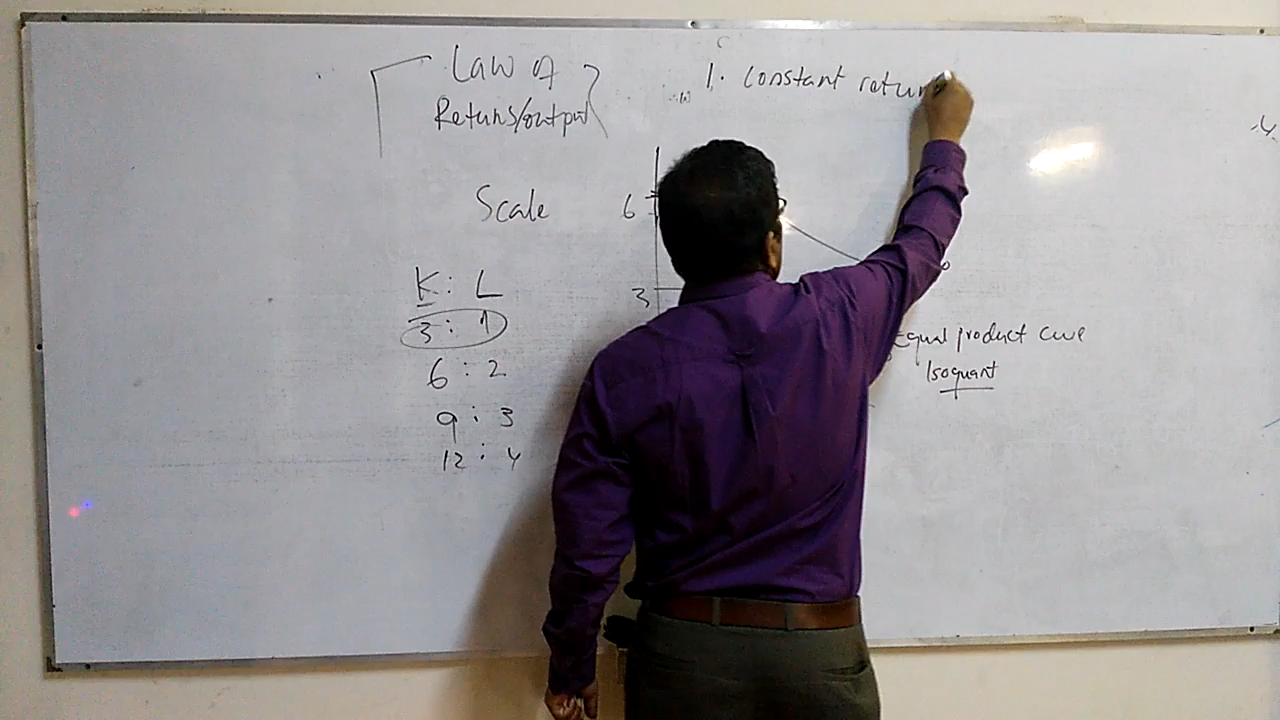 Law of
Returns/output
1. Constant retur
Scale
6
K: L
3
3: 1
Equal product cuve
6: 2
Isoquant
9: 3
12: 4